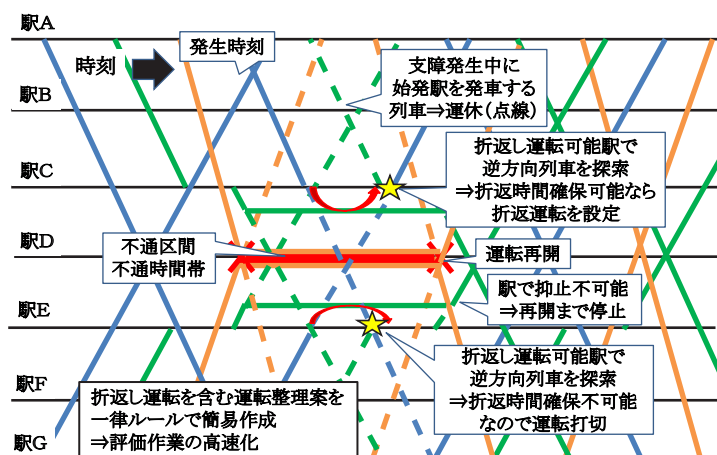 駅A
発生時刻
時刻
支障発生中に
始発駅を発車する
列車⇒運休(点線)
駅B
折返し運転可能駅で
逆方向列車を探索
⇒折返時間確保可能なら
折返運転を設定
駅C
駅D
不通区間
不通時間帯
運転再開
駅で抑止不可能
⇒再開まで停止
駅E
折返し運転可能駅で
逆方向列車を探索
⇒折返時間確保不可能
なので運転打切
駅F
折返し運転を含む運転整理案を
一律ルールで簡易作成
⇒評価作業の高速化
駅G